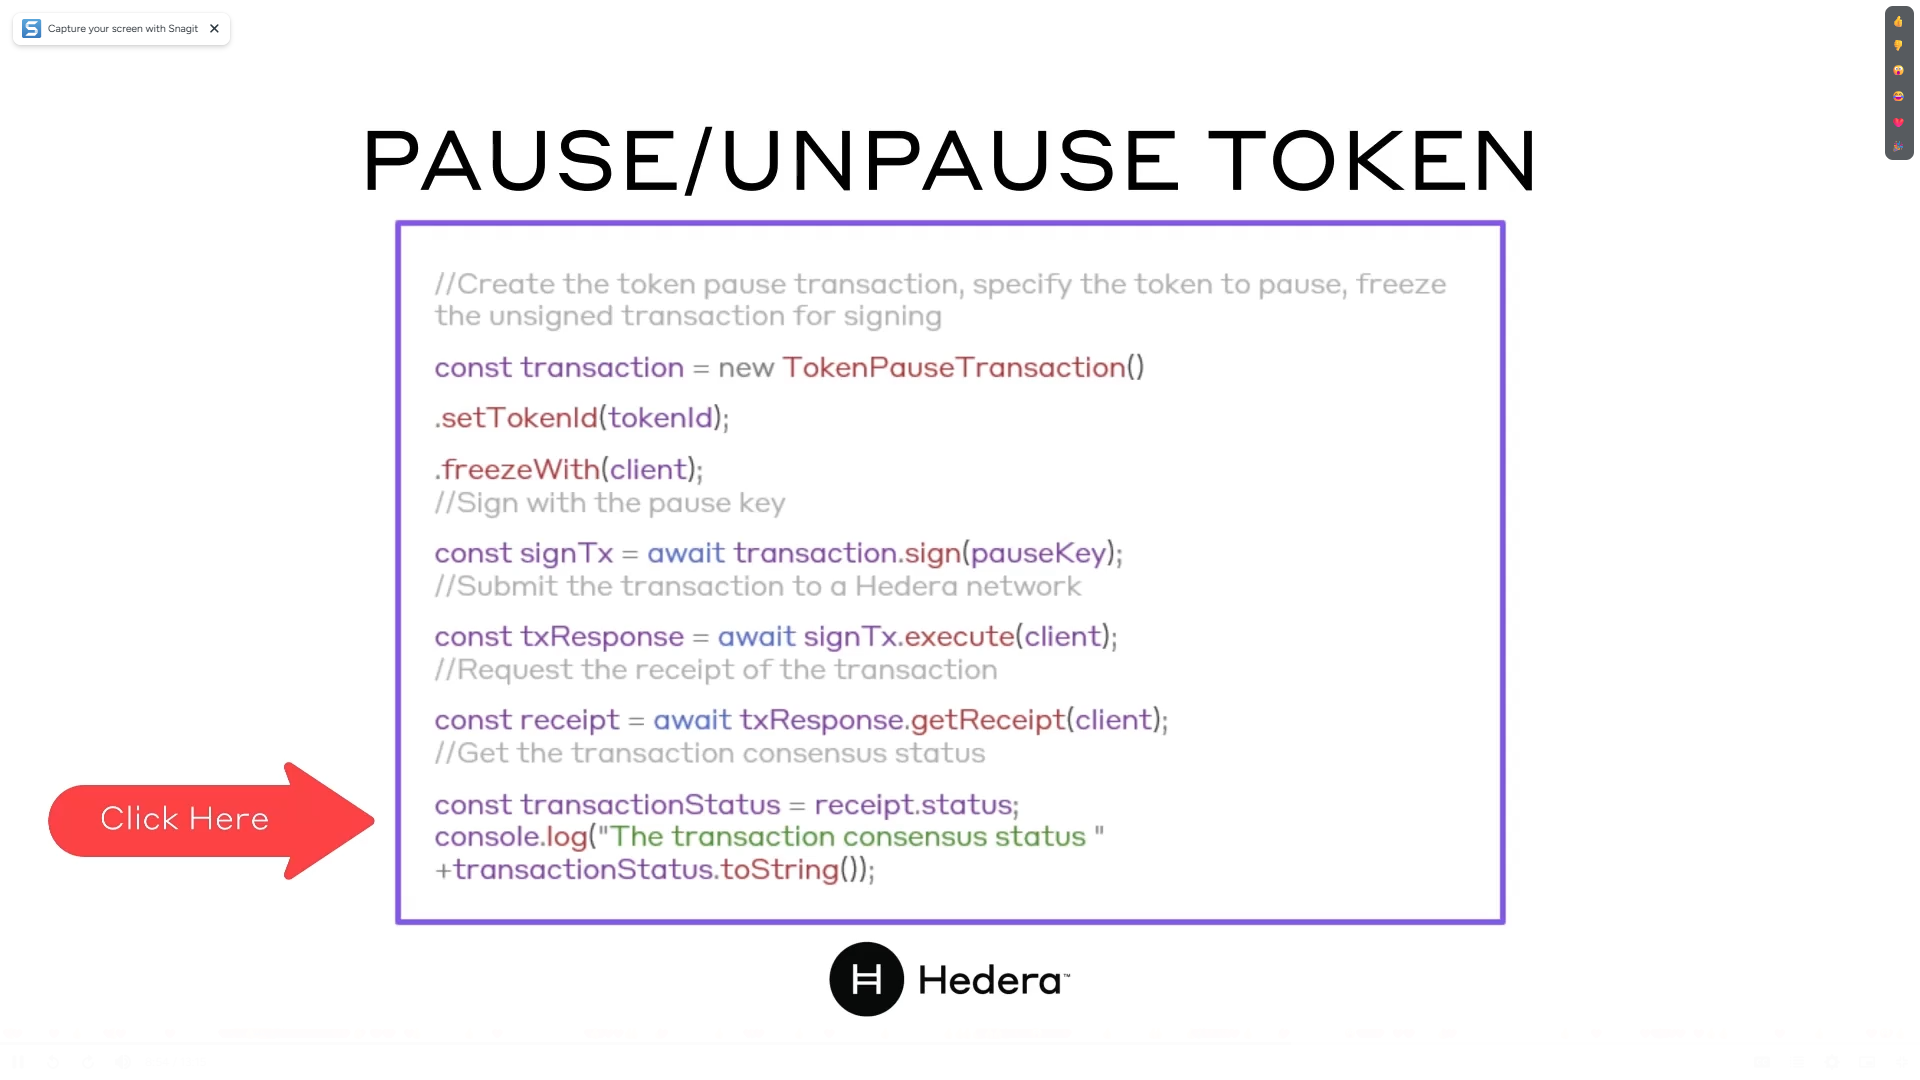 Capture your screen with Snagit
PAUSE/UNPAUSE TOKEN
//Create the token pause transaction, specify the token to pause, freeze
the unsigned transaction for signing
const transaction = new TokenPauseTransaction()
.setTokenId(tokenId);
.freezeWith(client);
//Sign with the pause key
const signTx = await transaction.sign(pauseKey);
//Submit the transaction to a Hedera network
const txResponse = await signTx.execute(client);
//Request the receipt of the transaction
const receipt = await txResponse.getReceipt(client);
//Get the transaction consensus status
const transactionStatus = receipt.status;
console.log("The transaction consensus status "
+transactionStatus.toString());
Click Here
H Hedera™